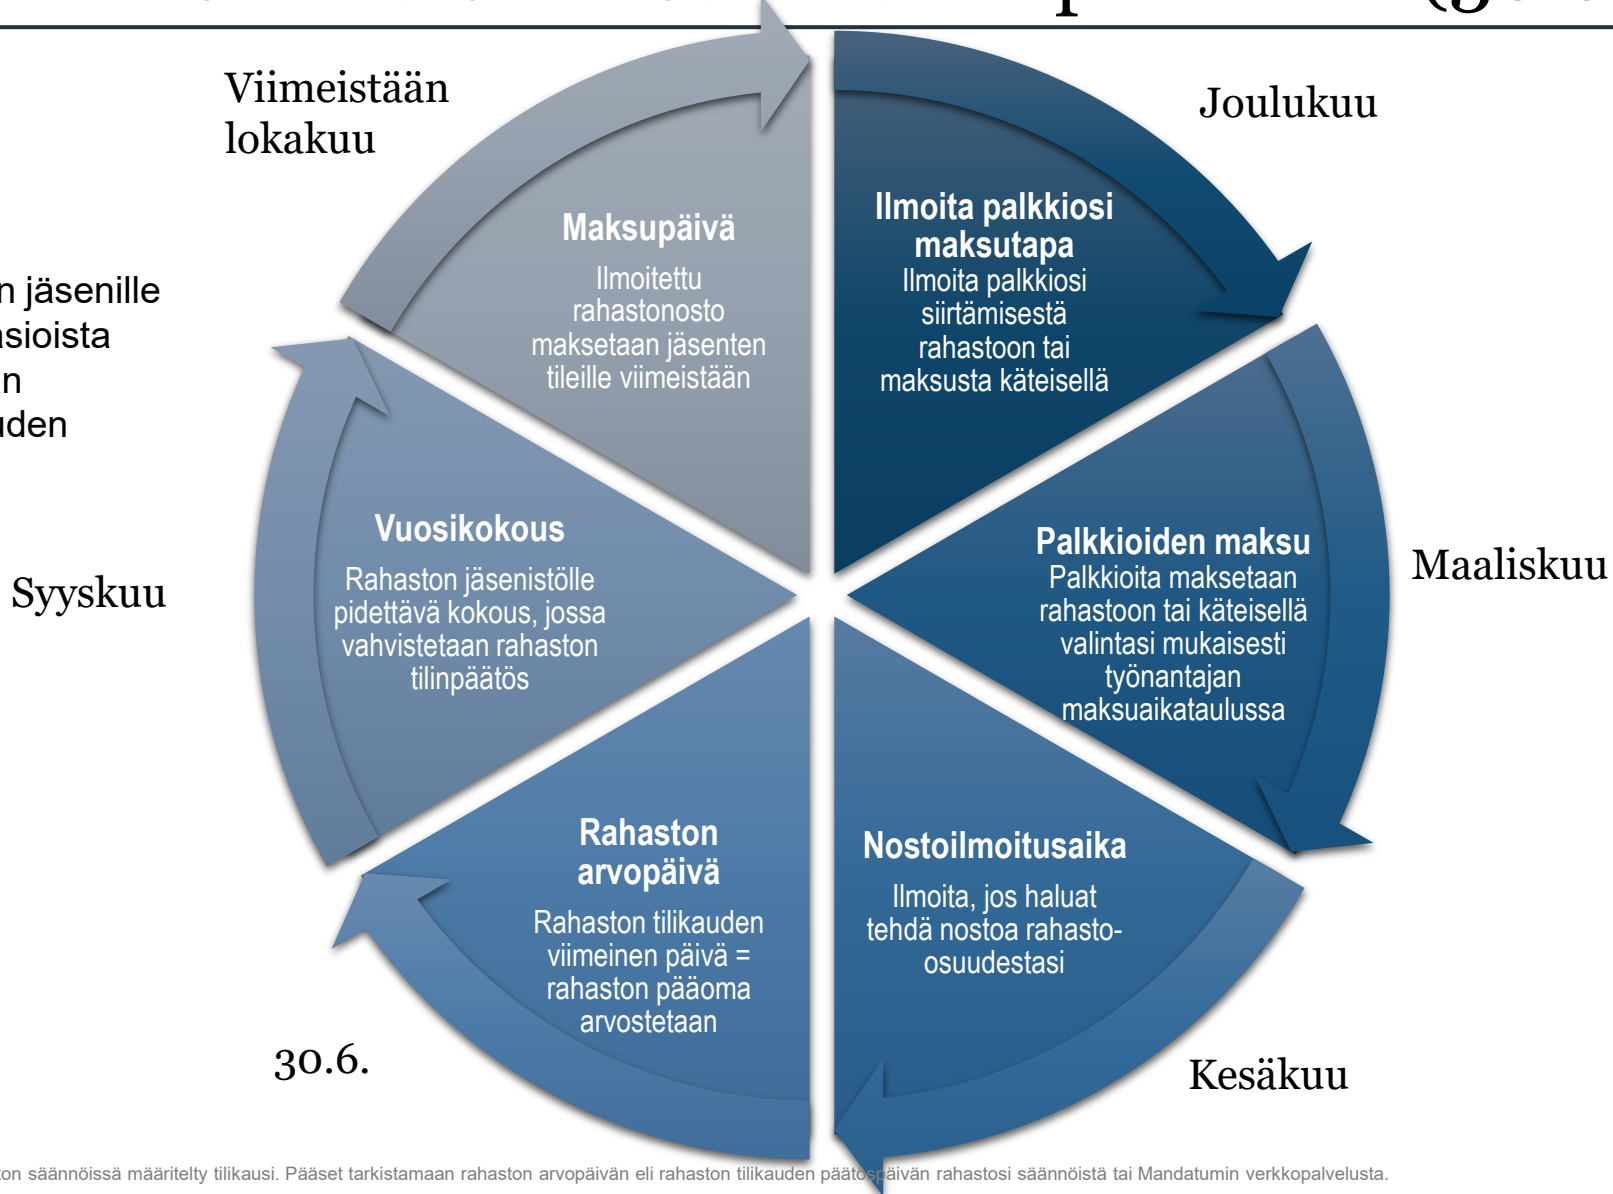 Viimeistään
lokakuu
Joulukuu
Ilmoita palkkiosi
maksutapa
Ilmoita palkkiosi
siirtämisestä
rahastoon tai
maksusta käteisellä
Maaliskuu
Palkkioiden maksu
Palkkioita maksetaan
rahastoon tai käteisellä
valintasi mukaisesti
työnantajan
maksuaikataulussa
Kesäkuu
Nostoilmoitusaika
Ilmoita, jos haluat
tehdä nostoa rahasto-
osuudestasi
30.6.
Rahaston
arvopäivä
Rahaston tilikauden
viimeinen päivä =
rahaston pääoma
arvostetaan
Syyskuu
Vuosikokous
Rahaston jäsenistölle
pidettävä kokous, jossa
vahvistetaan rahaston
tilinpäätös
Maksupäivä
Ilmoitettu
rahastonosto
maksetaan jäsenten
tileille viimeistään
n jäsenille
asioista
an
uden
on säännöissä määritelty tilikausi. Pääset tarkistamaan rahaston arvopäivän eli rahaston tilikauden päätöspäivän rahastosi säännöistä tai Mandatumin verkkopalvelusta.